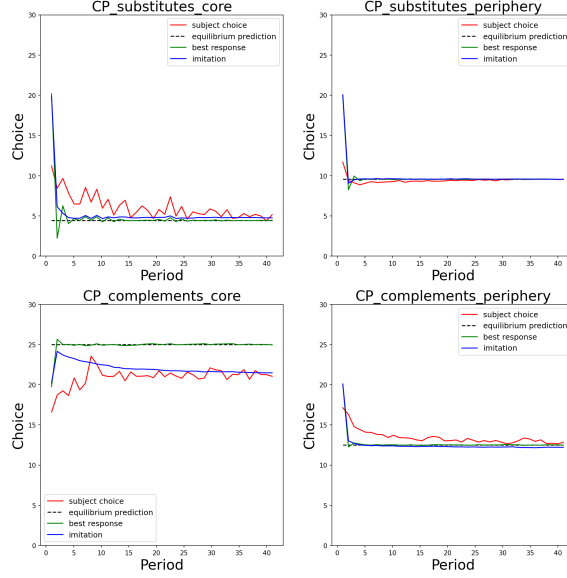 CP_substitutes_core
30
25
20
15
10
5
0
Choice
0 5 10 15 20 25 30 35 40
Period
subject choice
equilibrium prediction
best response
imitation
CP_substitutes_periphery
30
25
20
15
10
5
0
Choice
0 5 10 15 20 25 30 35 40
Period
subject choice
equilibrium prediction
best response
imitation
CP_complements_core
30
25
20
15
10
5
0
Choice
0 5 10 15 20 25 30 35 40
Period
subject choice
equilibrium prediction
best response
imitation
CP_complements_periphery
30
25
20
15
10
5
0
Choice
0 5 10 15 20 25 30 35 40
Period
subject choice
equilibrium prediction
best response
imitation